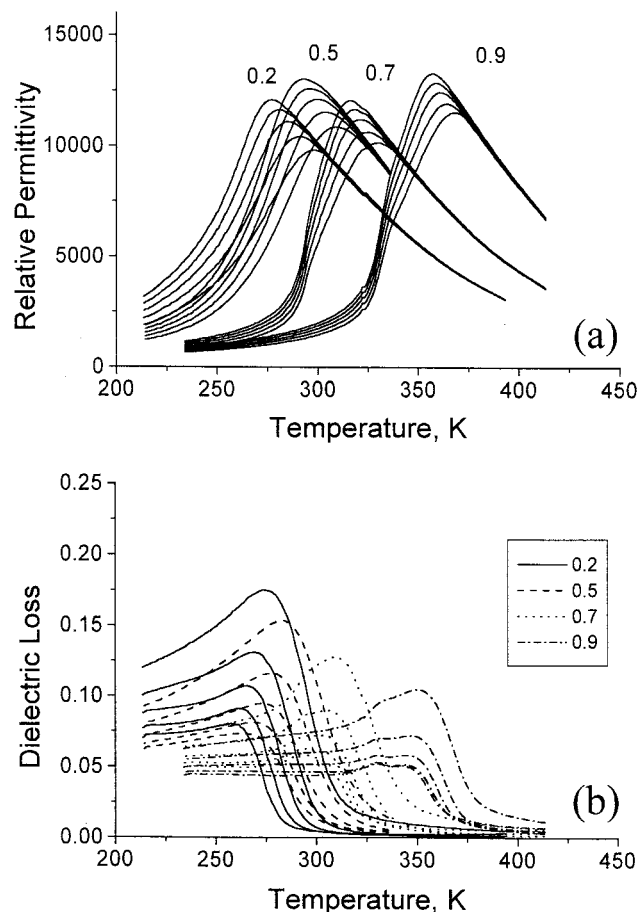 15000
10000
5000
0
Relative Permittivity
0.2
0.5
0.7
0.9
(a)
200 250 300 350 400 450
Temperature, K
0.25
0.20
0.15
0.10
0.05
0.00
Dielectric Loss
0.2
0.5
0.7
0.9
(b)
200 250 300 350 400 450
Temperature, K